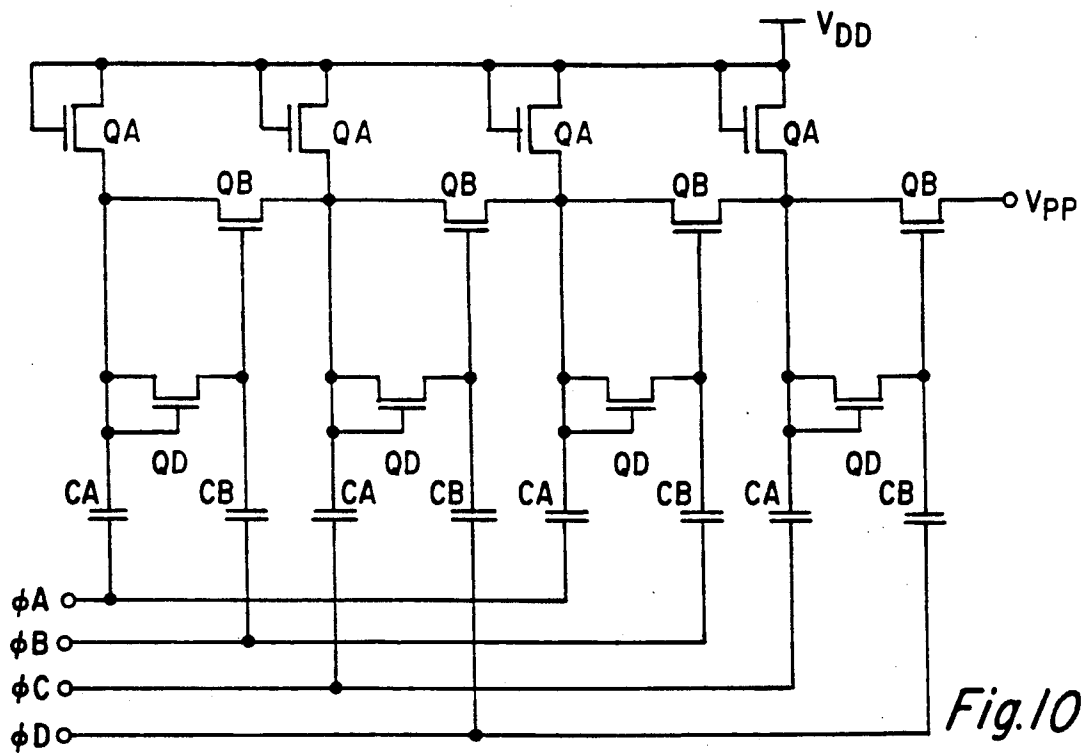 VDD
QA QA QA QA
QB QB QB QB VPP
QD QD QD QD
CA CB CA CB CA CB CA CB
φA
φB
φC
φD
Fig.10